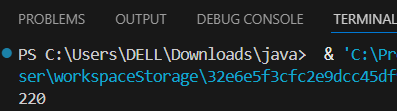 PROBLEMS OUTPUT DEBUG CONSOLE TERMINAL
PS C:\Users\DELL\Downloads\java> & 'C:\Pr
ser\workspaceStorage\32e6e5f3cfc2e9dcc45df
220